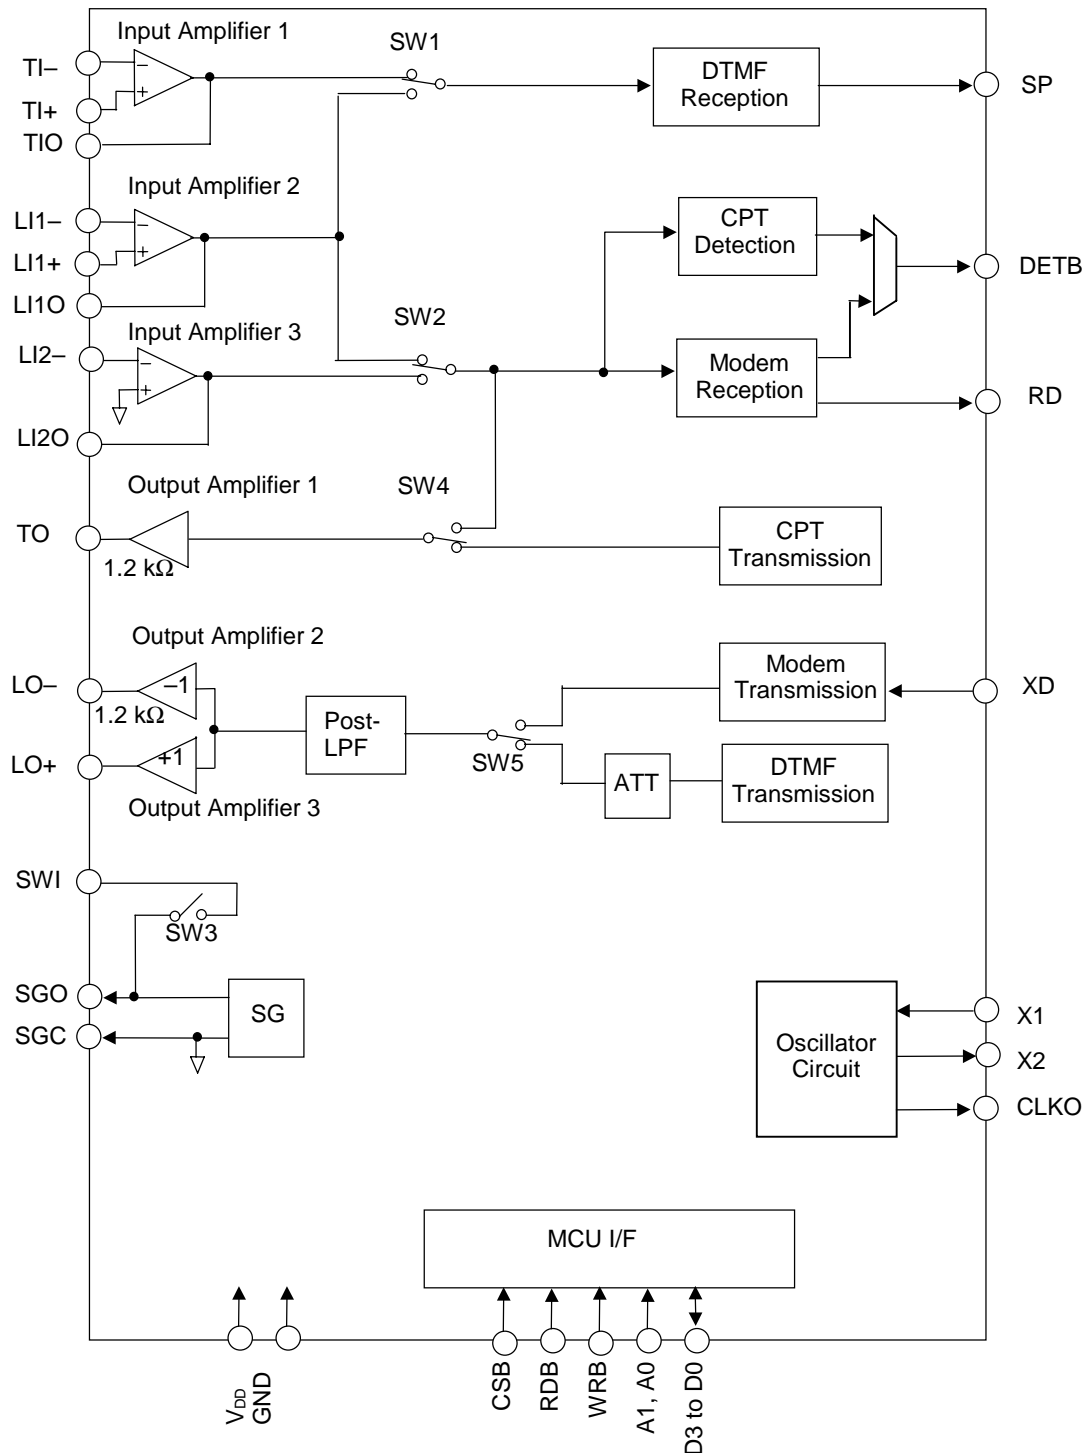 Input Amplifier 1
SW1
TI–
–
DTMF
Reception
SP
+
TI+
TIO
Input Amplifier 2
LI1–
–
CPT
Detection
+
LI1+
DETB
LI1O
SW2
Input Amplifier 3
LI2–
–
Modem
Reception
+
RD
LI2O
Output Amplifier 1
SW4
TO
CPT
Transmission
1.2 kΩ
Output Amplifier 2
LO–
–1
Modem
Transmission
XD
1.2 kΩ
Post-
LPF
SW5
LO+
+1
ATT
DTMF
Transmission
Output Amplifier 3
SWI
SW3
SGO
SG
SGC
X1
Oscillator
Circuit
X2
CLKO
MCU I/F
VDD
GND
CSB
RDB
WRB
A1, A0
D3 to D0